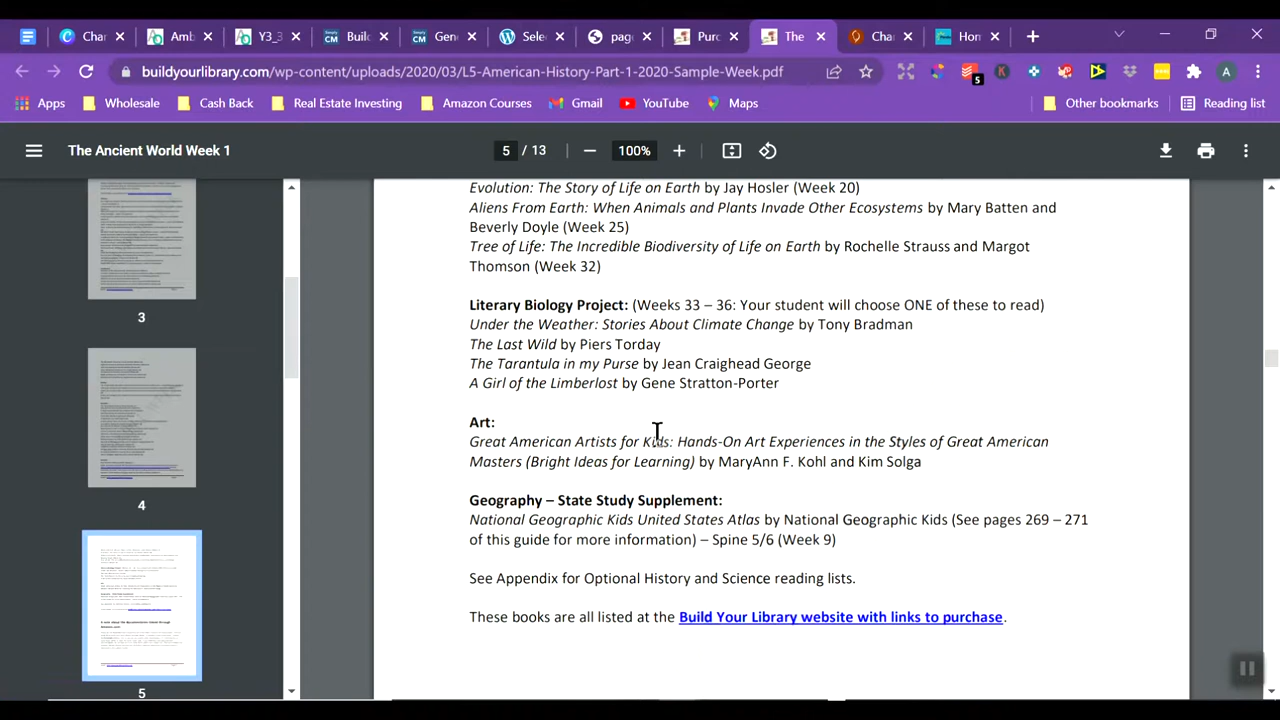 Char
Amb
Y3_3
Builc
Gene
Selec
page
Purc
The
Cha
Hon
buildyourlibrary.com/wp-content/uploads/2020/03/L5-American-History-Part-1-2020-Sample-Week.pdf
5
A
Apps
Wholesale
Cash Back
Real Estate Investing
Amazon Courses
Gmail
YouTube
Maps
Other bookmarks
Reading list
The Ancient World Week 1
5 / 13
100%
3
4
5
Evolution: The Story of Life on Earth by Jay Hosler (Week 20)
Aliens From Earth: When Animals and Plants Invade Other Ecosystems by Mary Batten and
Beverly Doyle (Week 25)
Tree of Life: The Incredible Biodiversity of Life on Earth by Rochelle Strauss and Margot
Thomson (Week 32)
Literary Biology Project: (Weeks 33 – 36: Your student will choose ONE of these to read)
Under the Weather: Stories About Climate Change by Tony Bradman
The Last Wild by Piers Torday
The Tarantula in my Purse by Jean Craighead George
A Girl of the Limberlost by Gene Stratton-Porter
Art:
Great American Artists for Kids: Hands-On Art Experiences in the Styles of Great American
Masters (Bright Ideas for Learning) by MaryAnn F. Kohl and Kim Solga
Geography – State Study Supplement:
National Geographic Kids United States Atlas by National Geographic Kids (See pages 269 – 271
of this guide for more information) – Spine 5/6 (Week 9)
See Appendix for Optional History and Science reading lists.
These books are all listed at the Build Your Library website with links to purchase.